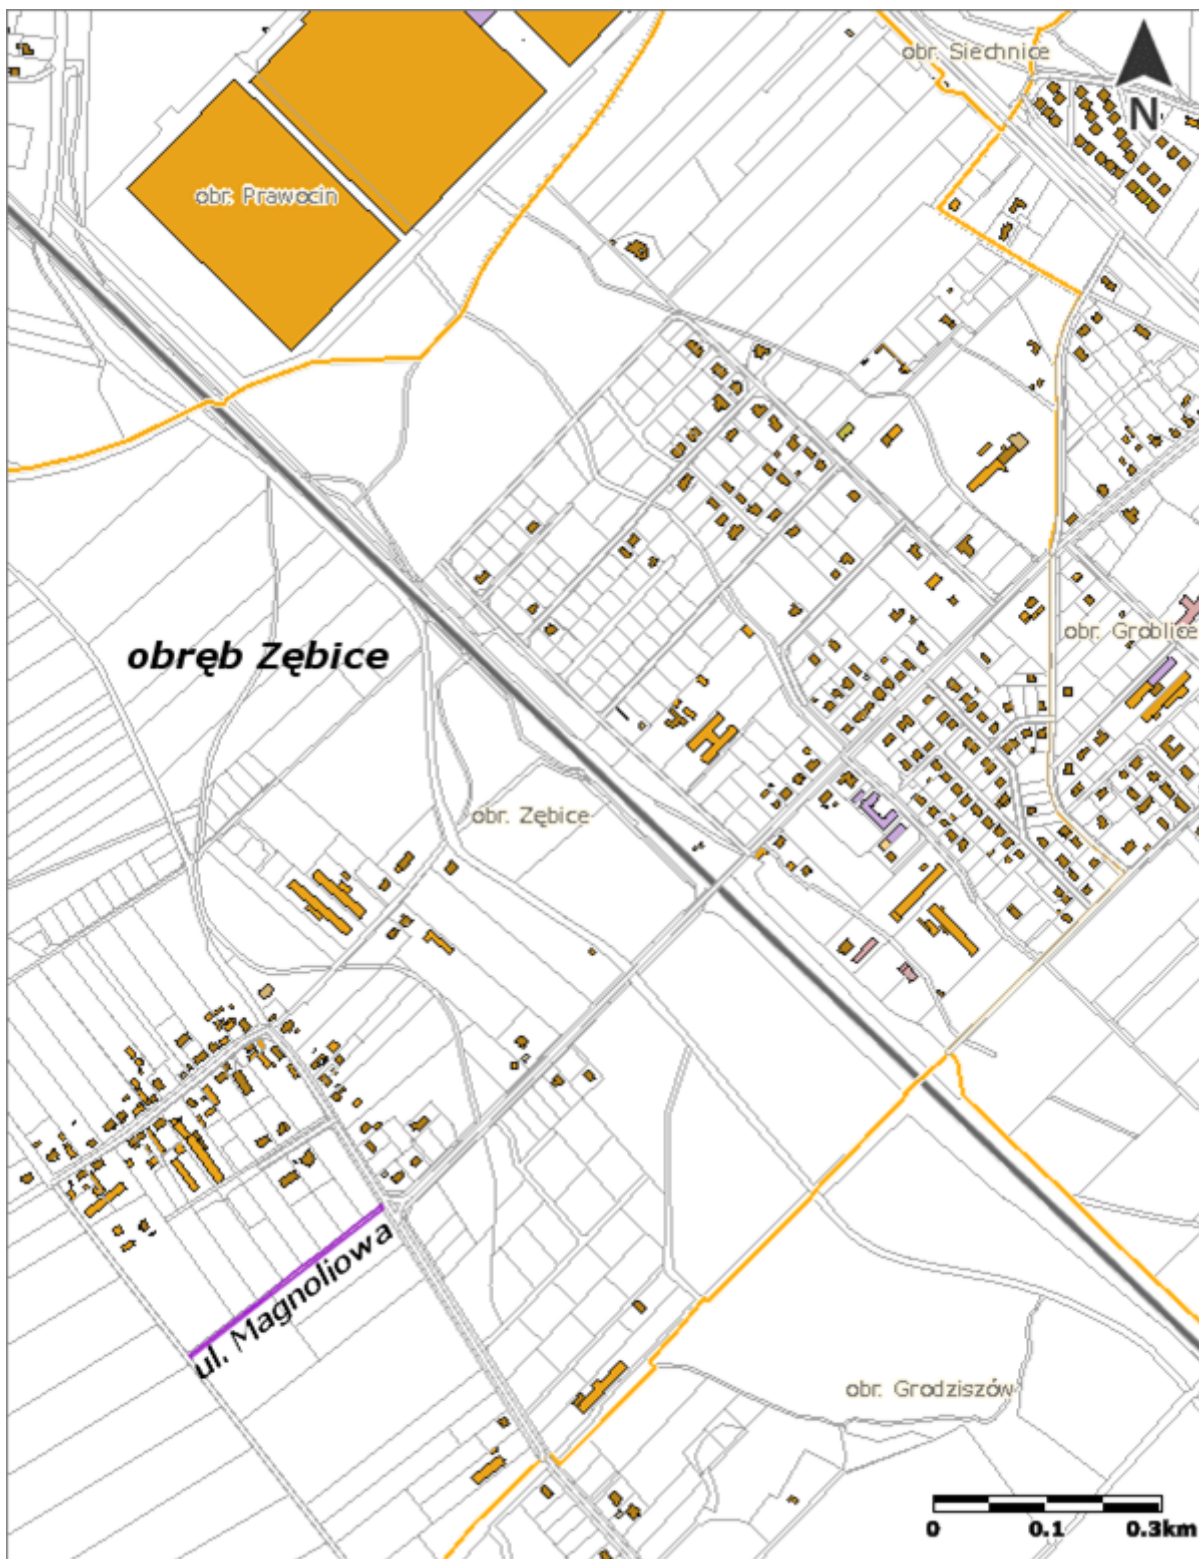 obr. Siechnice
N
obr. Prawocin
obr. Groblice
obręb Zębice
obr. Zębice
ul. Magnoliowa
obr. Grodziszów
0 0.1 0.3km